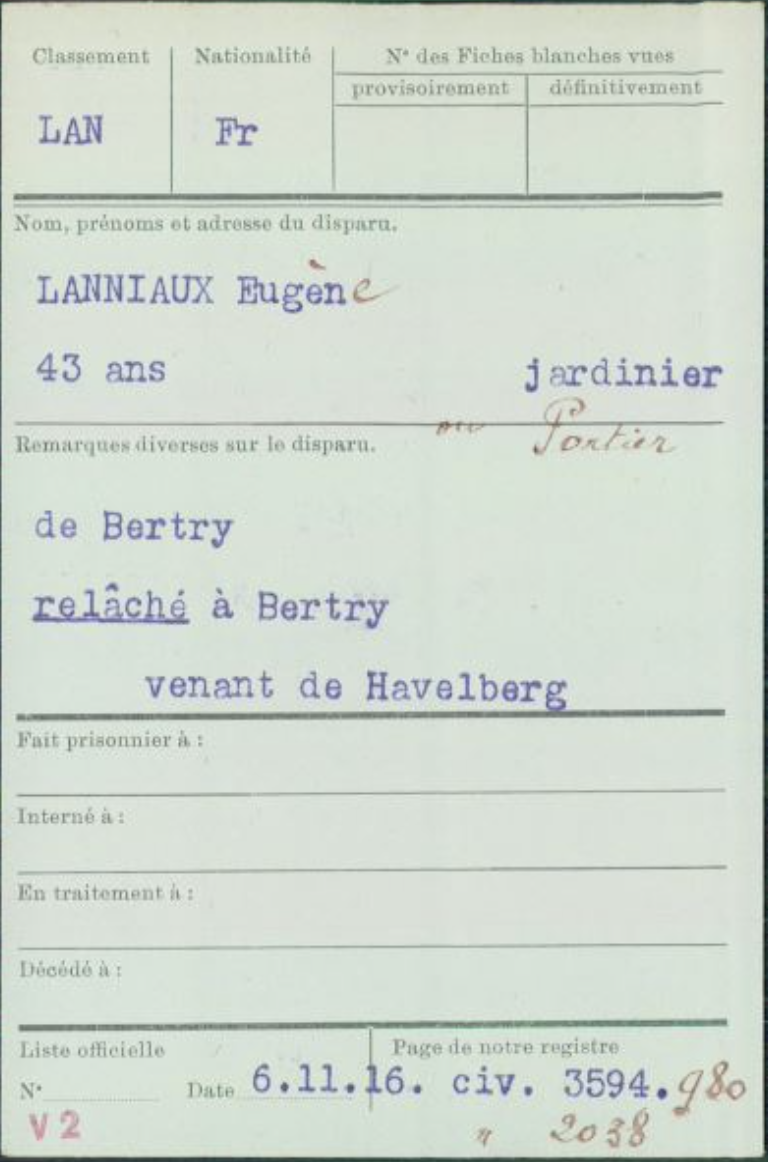 Classement Nationalité N° des Fiches blanches vues
provisoirement définitivement
LAN Fr
Nom, prénoms et adresse du disparu.
LANNIAUX Eugène
43 ans jardinier
ou Portier
Remarques diverses sur le disparu.
de Bertry
relâché à Bertry
venant de Havelberg
Fait prisonnier à :
Interné à :
En traitement à :
Décédé à :
Liste officielle Page de notre registre
N° Date 6.11.16. civ. 3594. 980
V 2 " 2038